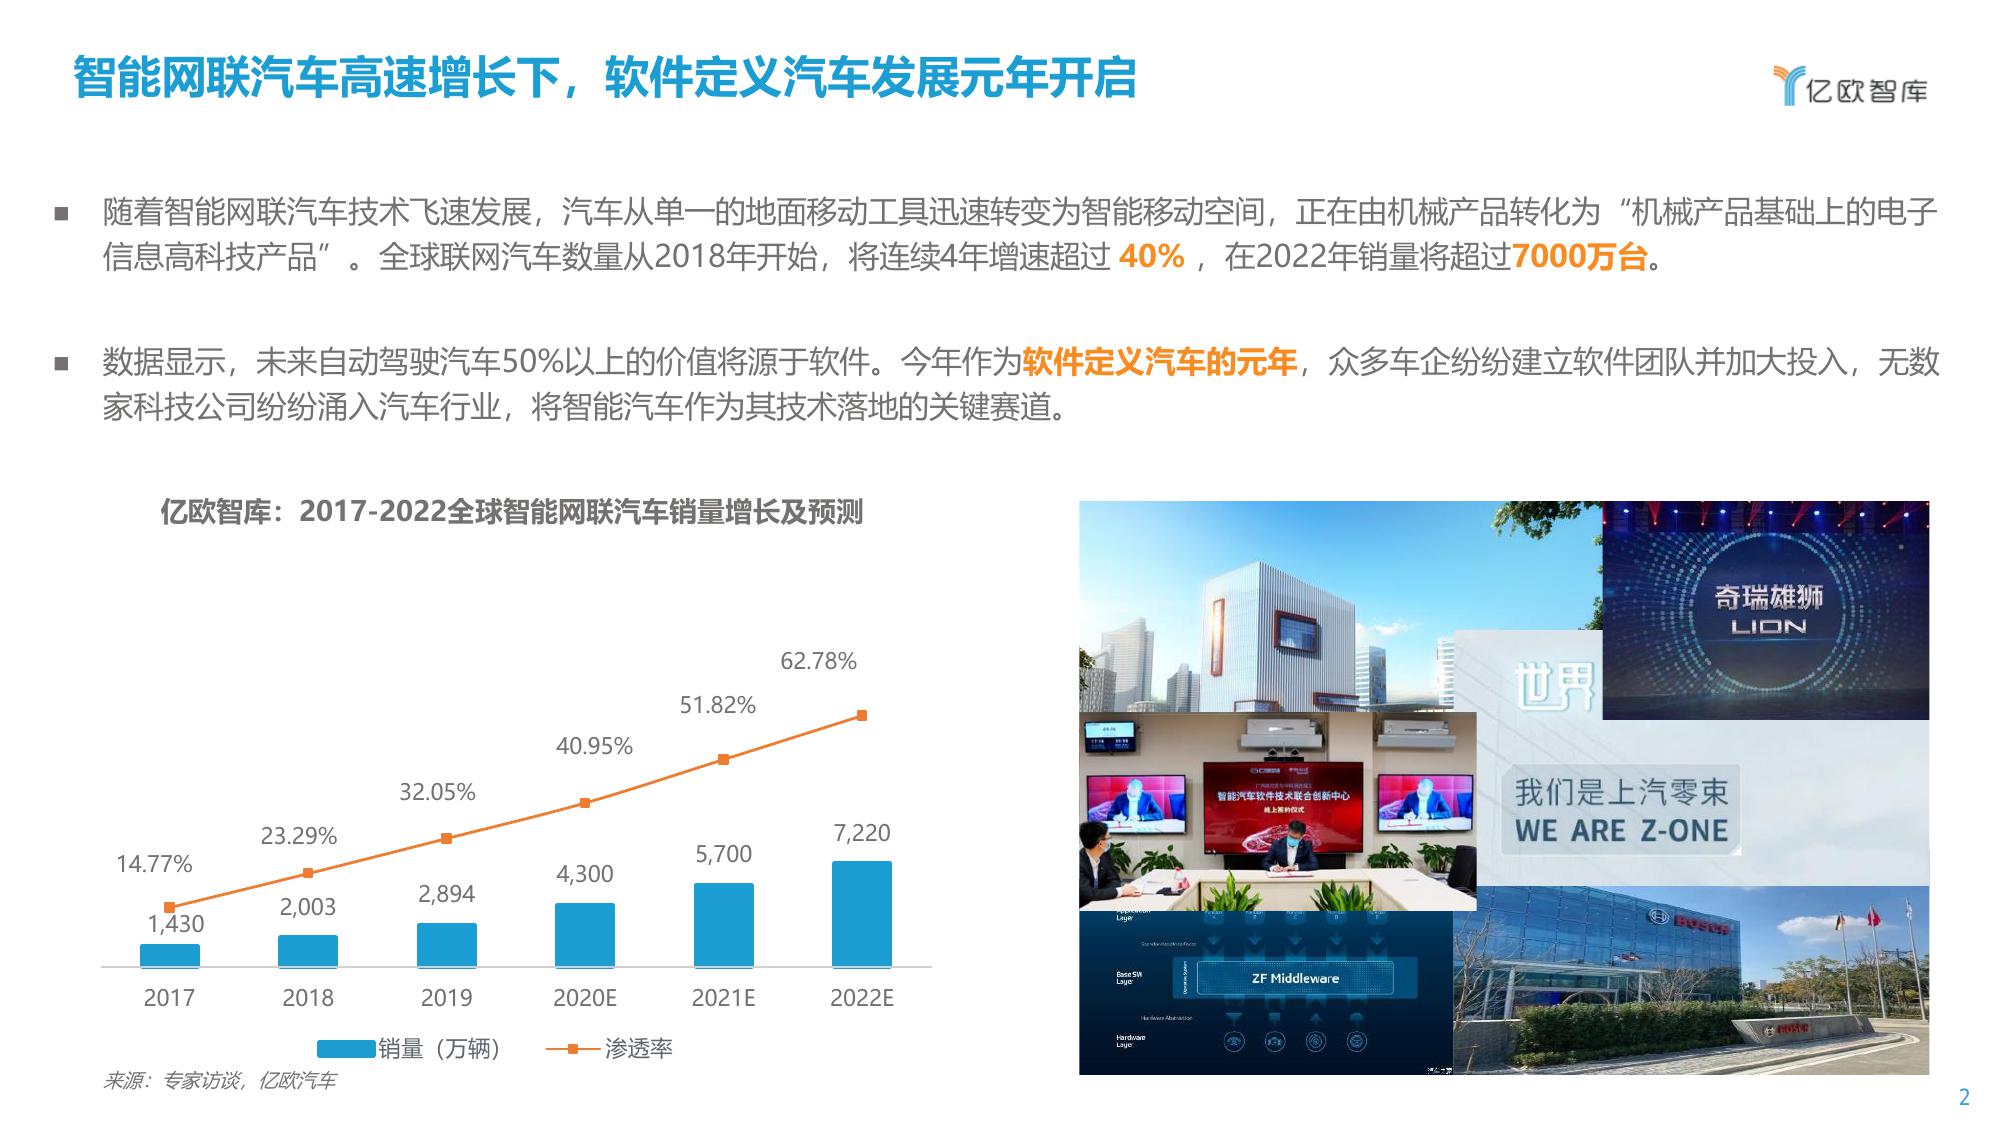 智能网联汽车高速增长下，软件定义汽车发展元年开启
亿欧智库
■ 随着智能网联汽车技术飞速发展，汽车从单一的地面移动工具迅速转变为智能移动空间，正在由机械产品转化为“机械产品基础上的电子
信息高科技产品”。全球联网汽车数量从2018年开始，将连续4年增速超过 40% ，在2022年销量将超过7000万台。
■ 数据显示，未来自动驾驶汽车50%以上的价值将源于软件。今年作为软件定义汽车的元年，众多车企纷纷建立软件团队并加大投入，无数
家科技公司纷纷涌入汽车行业，将智能汽车作为其技术落地的关键赛道。
亿欧智库：2017-2022全球智能网联汽车销量增长及预测
62.78%
51.82%
40.95%
32.05%
23.29%
14.77%
7,220
5,700
4,300
2,894
2,003
1,430
2017 2018 2019 2020E 2021E 2022E
销量（万辆） 渗透率
来源：专家访谈，亿欧汽车
奇瑞雄狮
LION
世界
我们是上汽零束
WE ARE Z-ONE
智能汽车软件技术联合创新中心
线上签约仪式
Layer
Base SW
Layer
ZF Middleware
Hardware Abstraction
Hardware
Layer
BOSCH
BOSCH
2